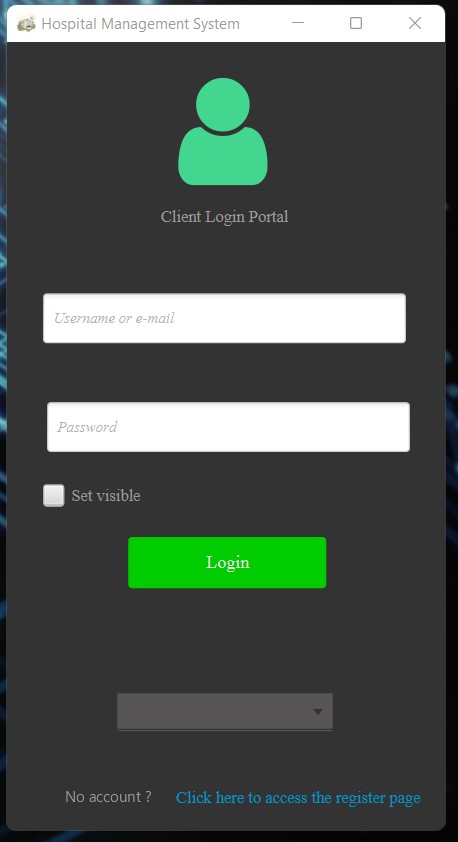 Hospital Management System
Client Login Portal
Username or e-mail
Password
Set visible
Login
No account ? Click here to access the register page